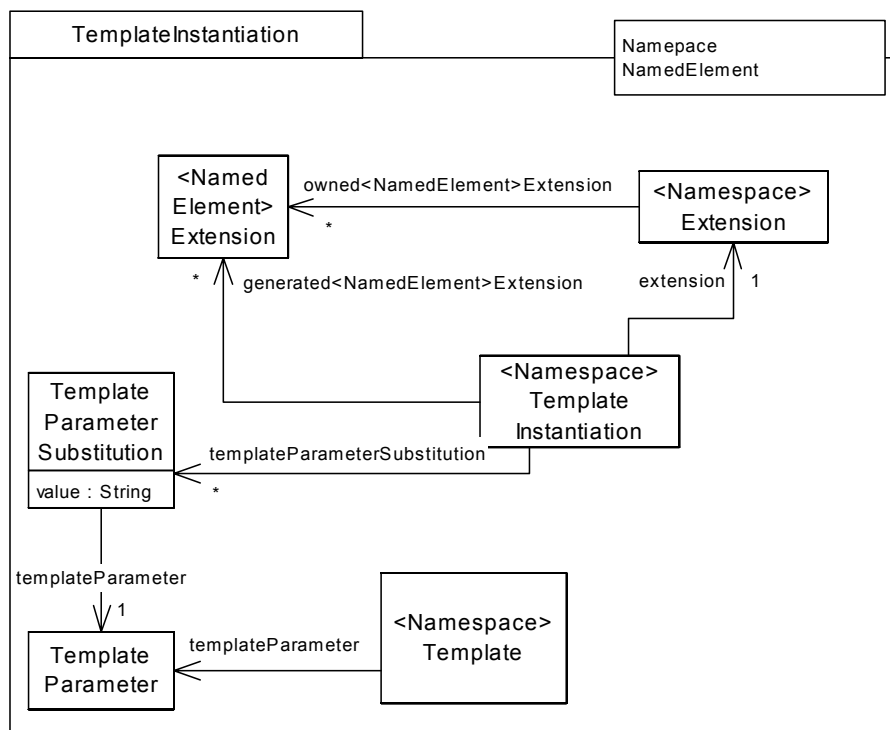 TemplateInstantiation
Namepace
NamedElement
<Named
Element>
Extension
owned<NamedElement>Extension
*
<Namespace>
Extension
*
generated<NamedElement>Extension
extension
1
<Namespace>
Template
Instantiation
Template
Parameter
Substitution
value : String
templateParameterSubstitution
*
templateParameter
1
Template
Parameter
templateParameter
<Namespace>
Template